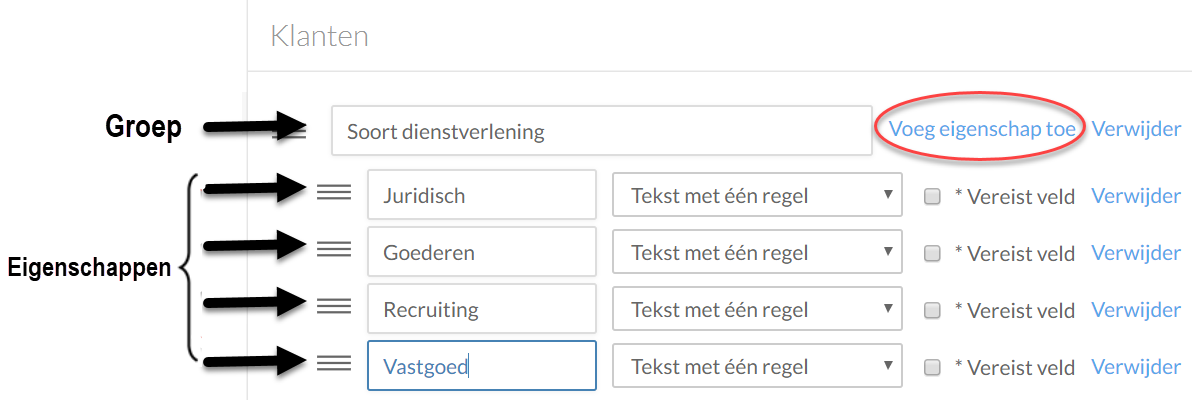 Klanten
Groep Soort dienstverlening Voeg eigenschap toe Verwijder
Juridisch Tekst met één regel * Vereist veld Verwijder
Goederen Tekst met één regel * Vereist veld Verwijder
Eigenschappen
Recruiting Tekst met één regel * Vereist veld Verwijder
Vastgoed Tekst met één regel * Vereist veld Verwijder